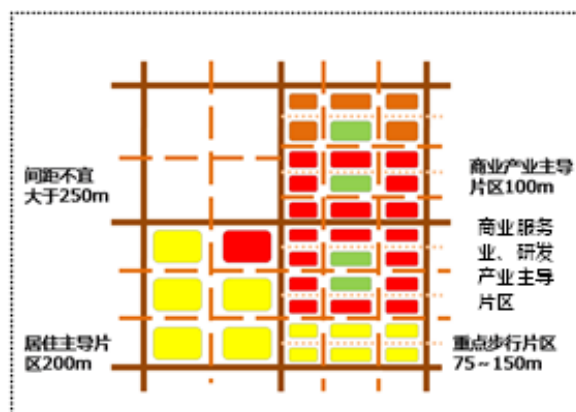 间距不宜
大于250m
商业产业主导
片区100m
商业服务
业、研发
产业主导
片区
居住主导片
区200m
重点步行片区
75～150m